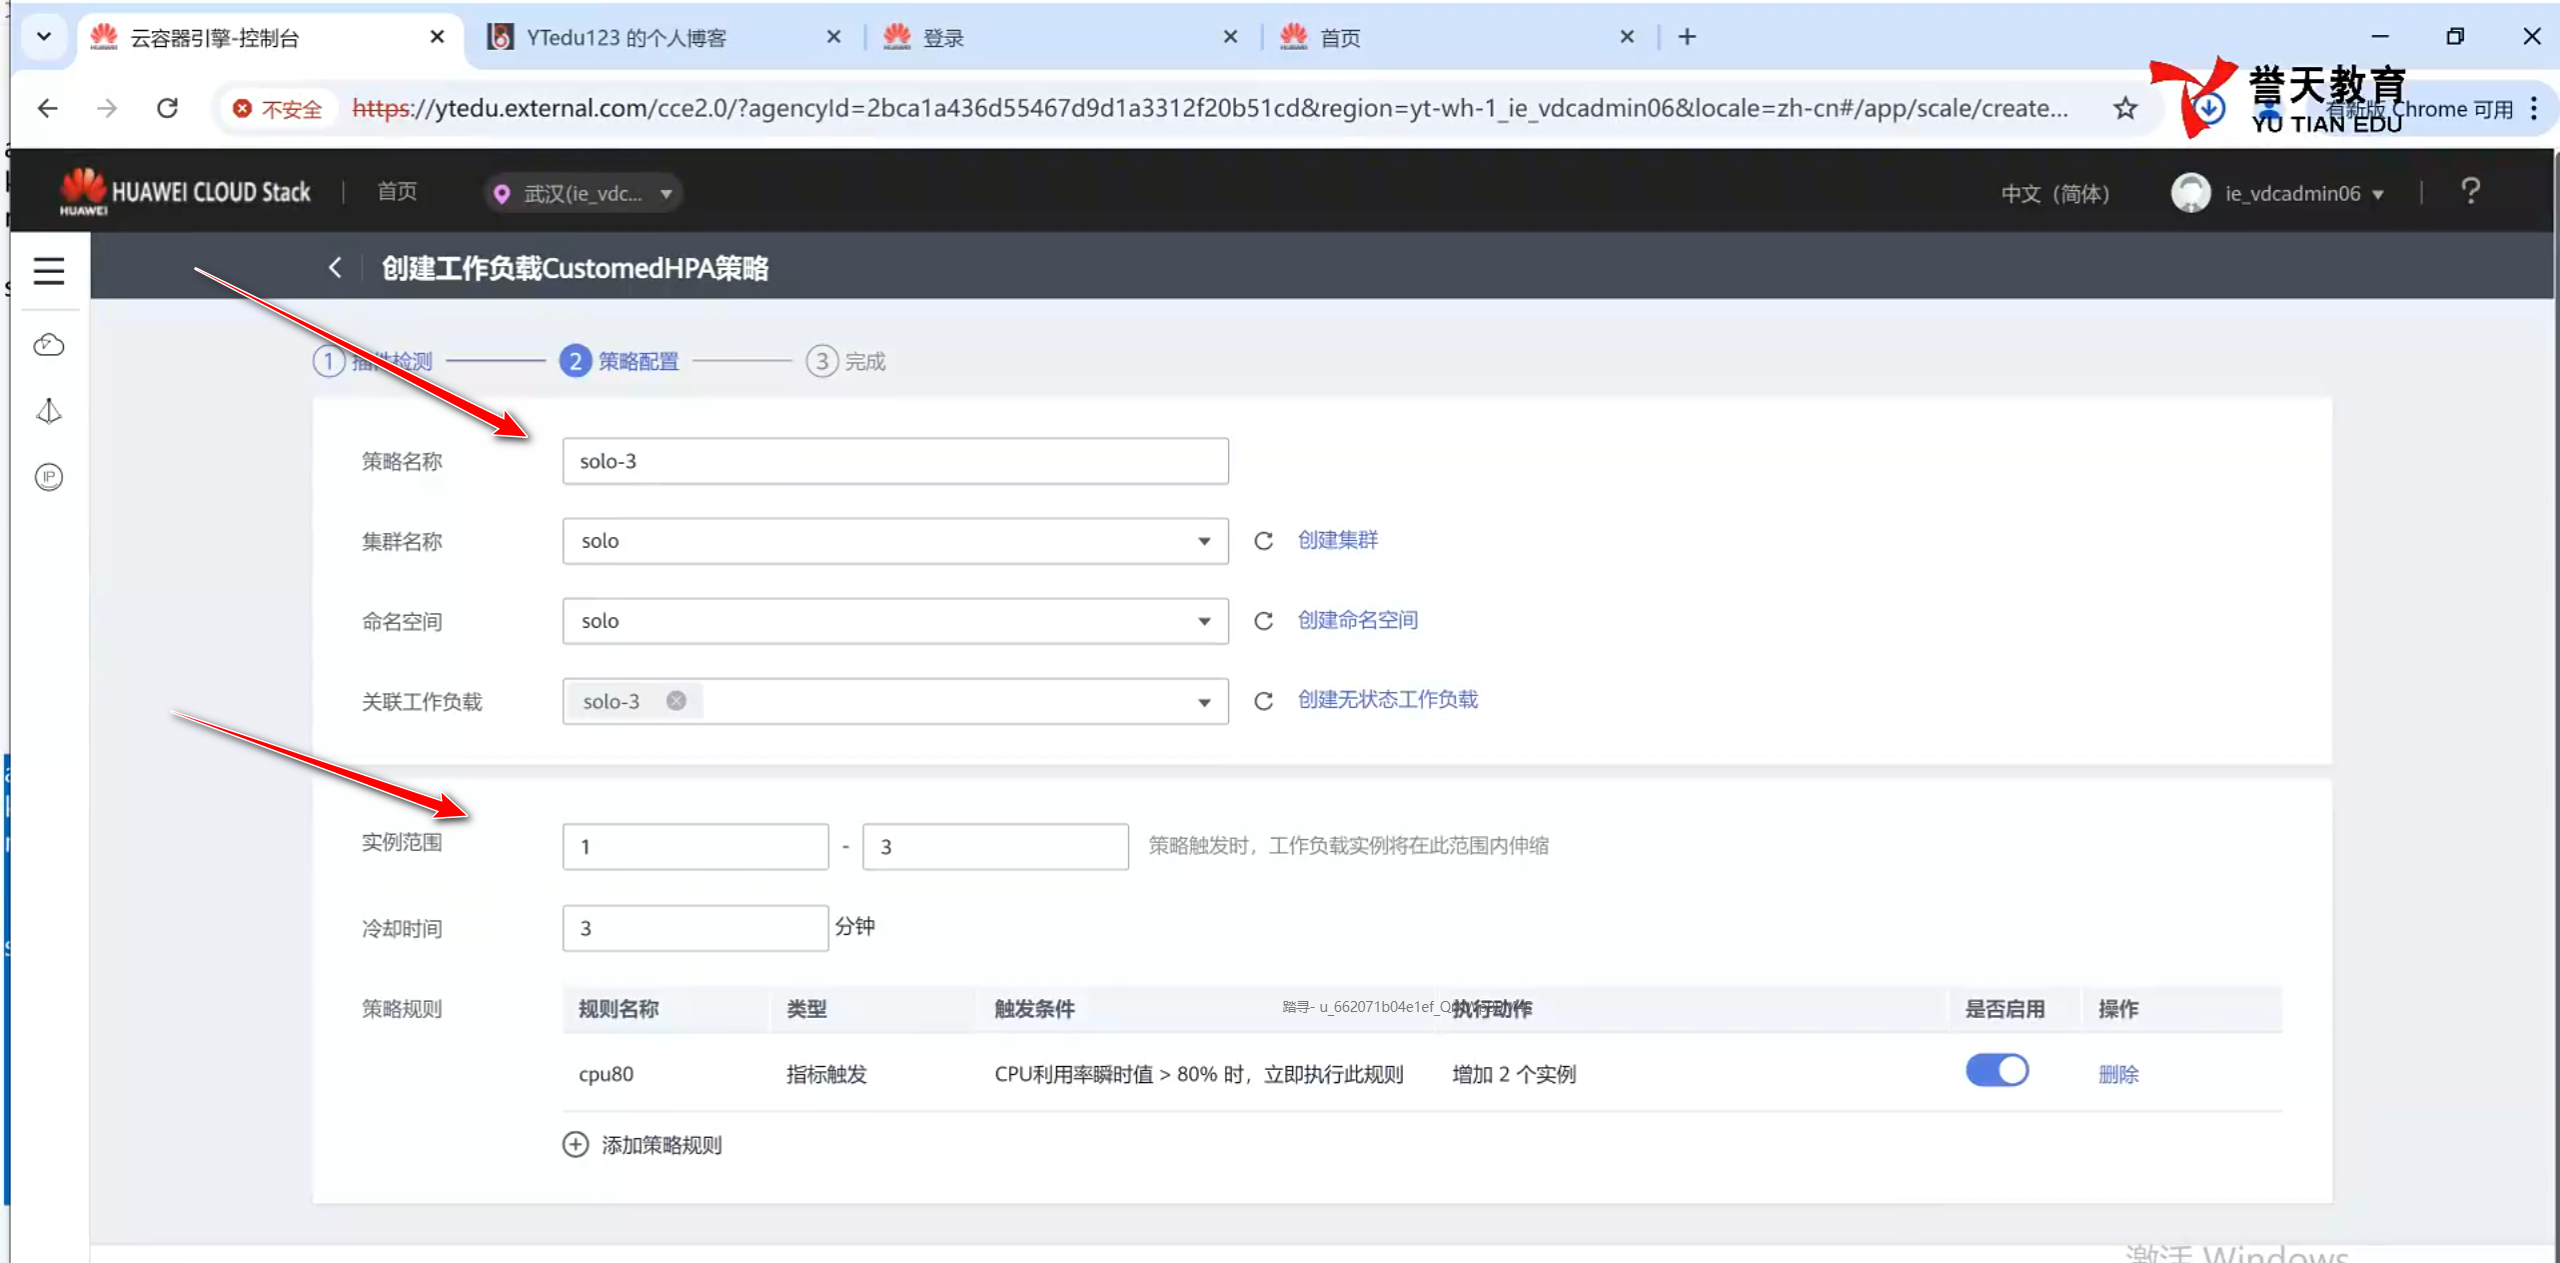 云容器引擎-控制台
YTedu123 的个人博客
登录
首页
不安全
https://ytedu.external.com/cce2.0/?agencyId=2bca1a436d55467d9d1a3312f20b51cd&region=yt-wh-1_ie_vdcadmin06&locale=zh-cn#/app/scale/create...
有新版 Chrome 可用
誉天教育
YU TIAN EDU
HUAWEI
HUAWEI CLOUD Stack
首页
武汉(ie_vdc...
中文（简体）
ie_vdcadmin06
?
创建工作负载CustomedHPA策略
1 插件检测
2 策略配置
3 完成
策略名称
solo-3
集群名称
solo
创建集群
命名空间
solo
创建命名空间
关联工作负载
solo-3
创建无状态工作负载
实例范围
1
-
3
策略触发时，工作负载实例将在此范围内伸缩
冷却时间
3
分钟
策略规则
规则名称
类型
触发条件
踏寻- u_662071b04e1ef_
执行动作
是否启用
操作
cpu80
指标触发
CPU利用率瞬时值 > 80% 时，立即执行此规则
增加 2 个实例
删除
添加策略规则
激活 Windows